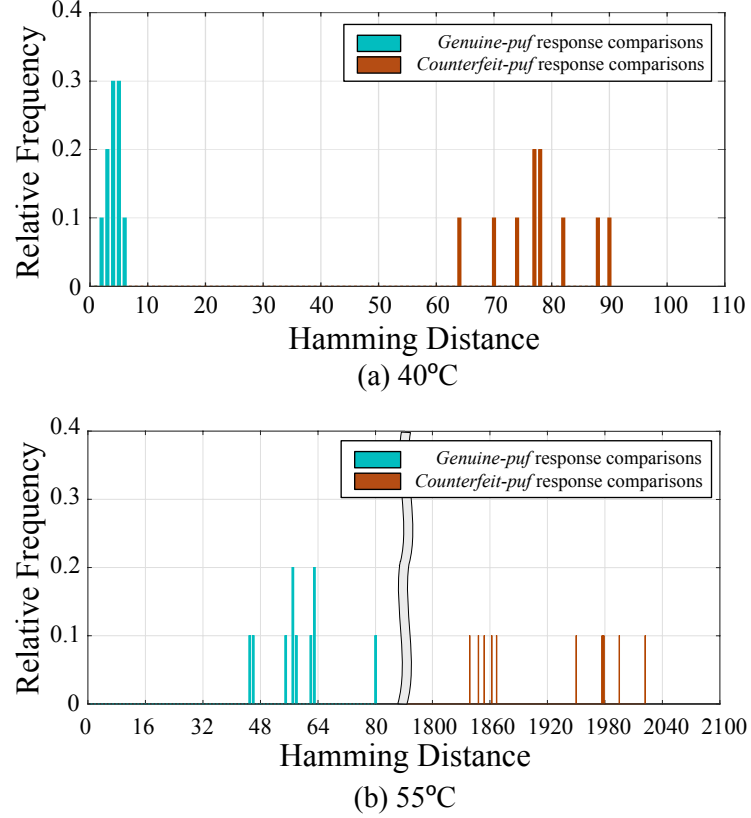 0.4
0.3
0.2
0.1
0
Relative Frequency
Genuine-puf response comparisons
Counterfeit-puf response comparisons
0 10 20 30 40 50 60 70 80 90 100 110
Hamming Distance
(a) 40ºC
0.4
0.3
0.2
0.1
0
Relative Frequency
Genuine-puf response comparisons
Counterfeit-puf response comparisons
0 16 32 48 64 80 1800 1860 1920 1980 2040 2100
Hamming Distance
(b) 55ºC